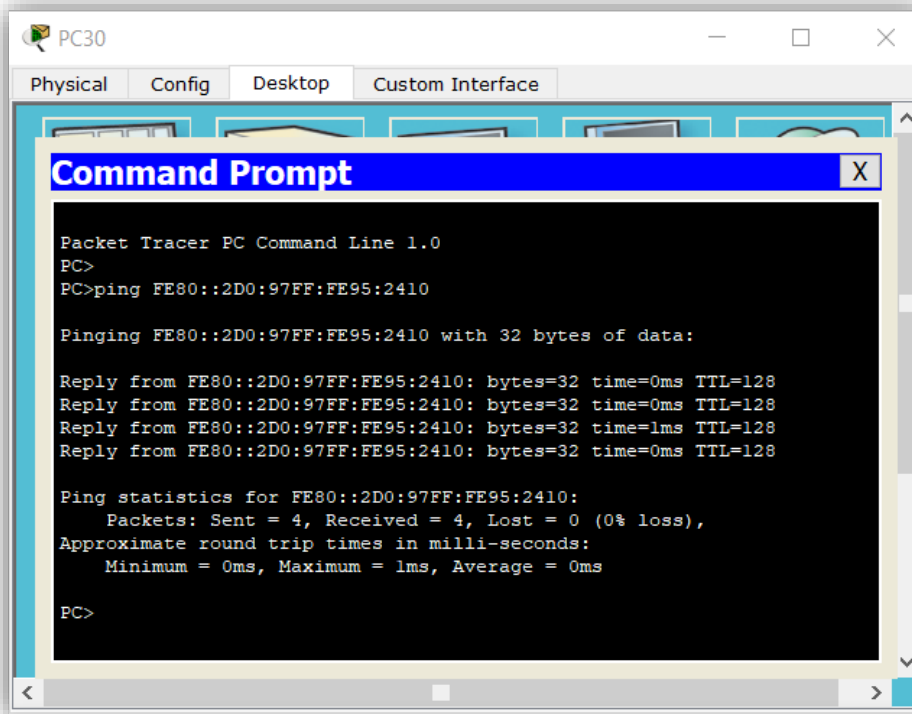 PC30
Physical Config Desktop Custom Interface
Command Prompt X
Packet Tracer PC Command Line 1.0
PC>
PC>ping FE80::2D0:97FF:FE95:2410
Pinging FE80::2D0:97FF:FE95:2410 with 32 bytes of data:
Reply from FE80::2D0:97FF:FE95:2410: bytes=32 time=0ms TTL=128
Reply from FE80::2D0:97FF:FE95:2410: bytes=32 time=0ms TTL=128
Reply from FE80::2D0:97FF:FE95:2410: bytes=32 time=1ms TTL=128
Reply from FE80::2D0:97FF:FE95:2410: bytes=32 time=0ms TTL=128
Ping statistics for FE80::2D0:97FF:FE95:2410:
Packets: Sent = 4, Received = 4, Lost = 0 (0% loss),
Approximate round trip times in milli-seconds:
Minimum = 0ms, Maximum = 1ms, Average = 0ms
PC>